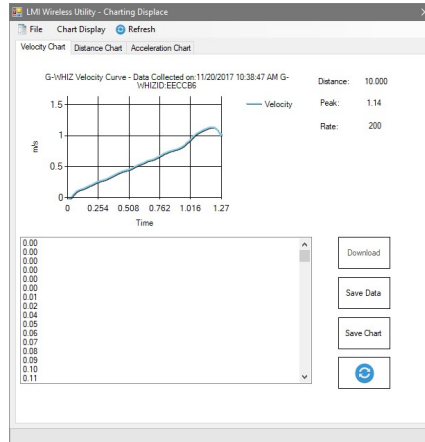 LMI Wireless Utility - Charting Displace
File Chart Display Refresh
Velocity Chart Distance Chart Acceleration Chart
G-WHIZ Velocity Curve - Data Collected on:11/20/2017 10:38:47 AM G-
WHIZID:EECCB6
Velocity
Distance: 10.000
Peak: 1.14
Rate: 200
1.5
1
0.5
0
m/s
0 0.254 0.508 0.762 1.016 1.27
Time
0.00
0.00
0.00
0.00
0.00
0.00
0.01
0.02
0.04
0.05
0.06
0.07
0.08
0.09
0.10
0.11
Download
Save Data
Save Chart